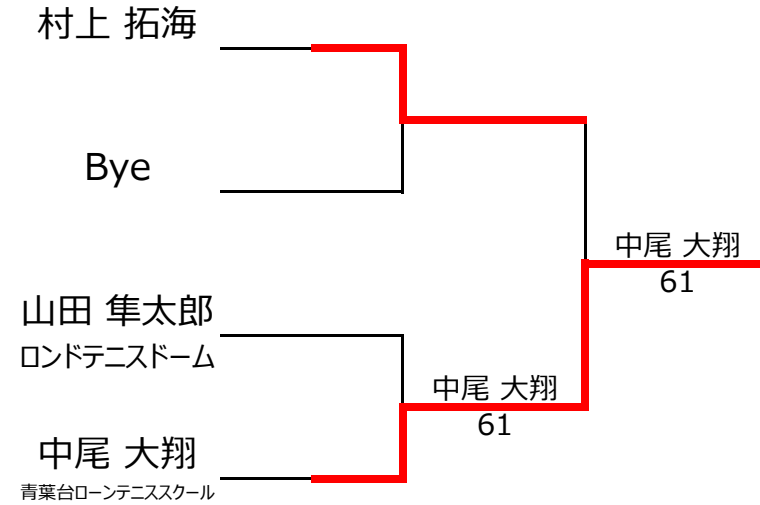 村上 拓海
Bye
山田 隼太郎
ロンドテニスドーム
中尾 大翔
青葉台ローンテニススクール
中尾 大翔
61
中尾 大翔
61